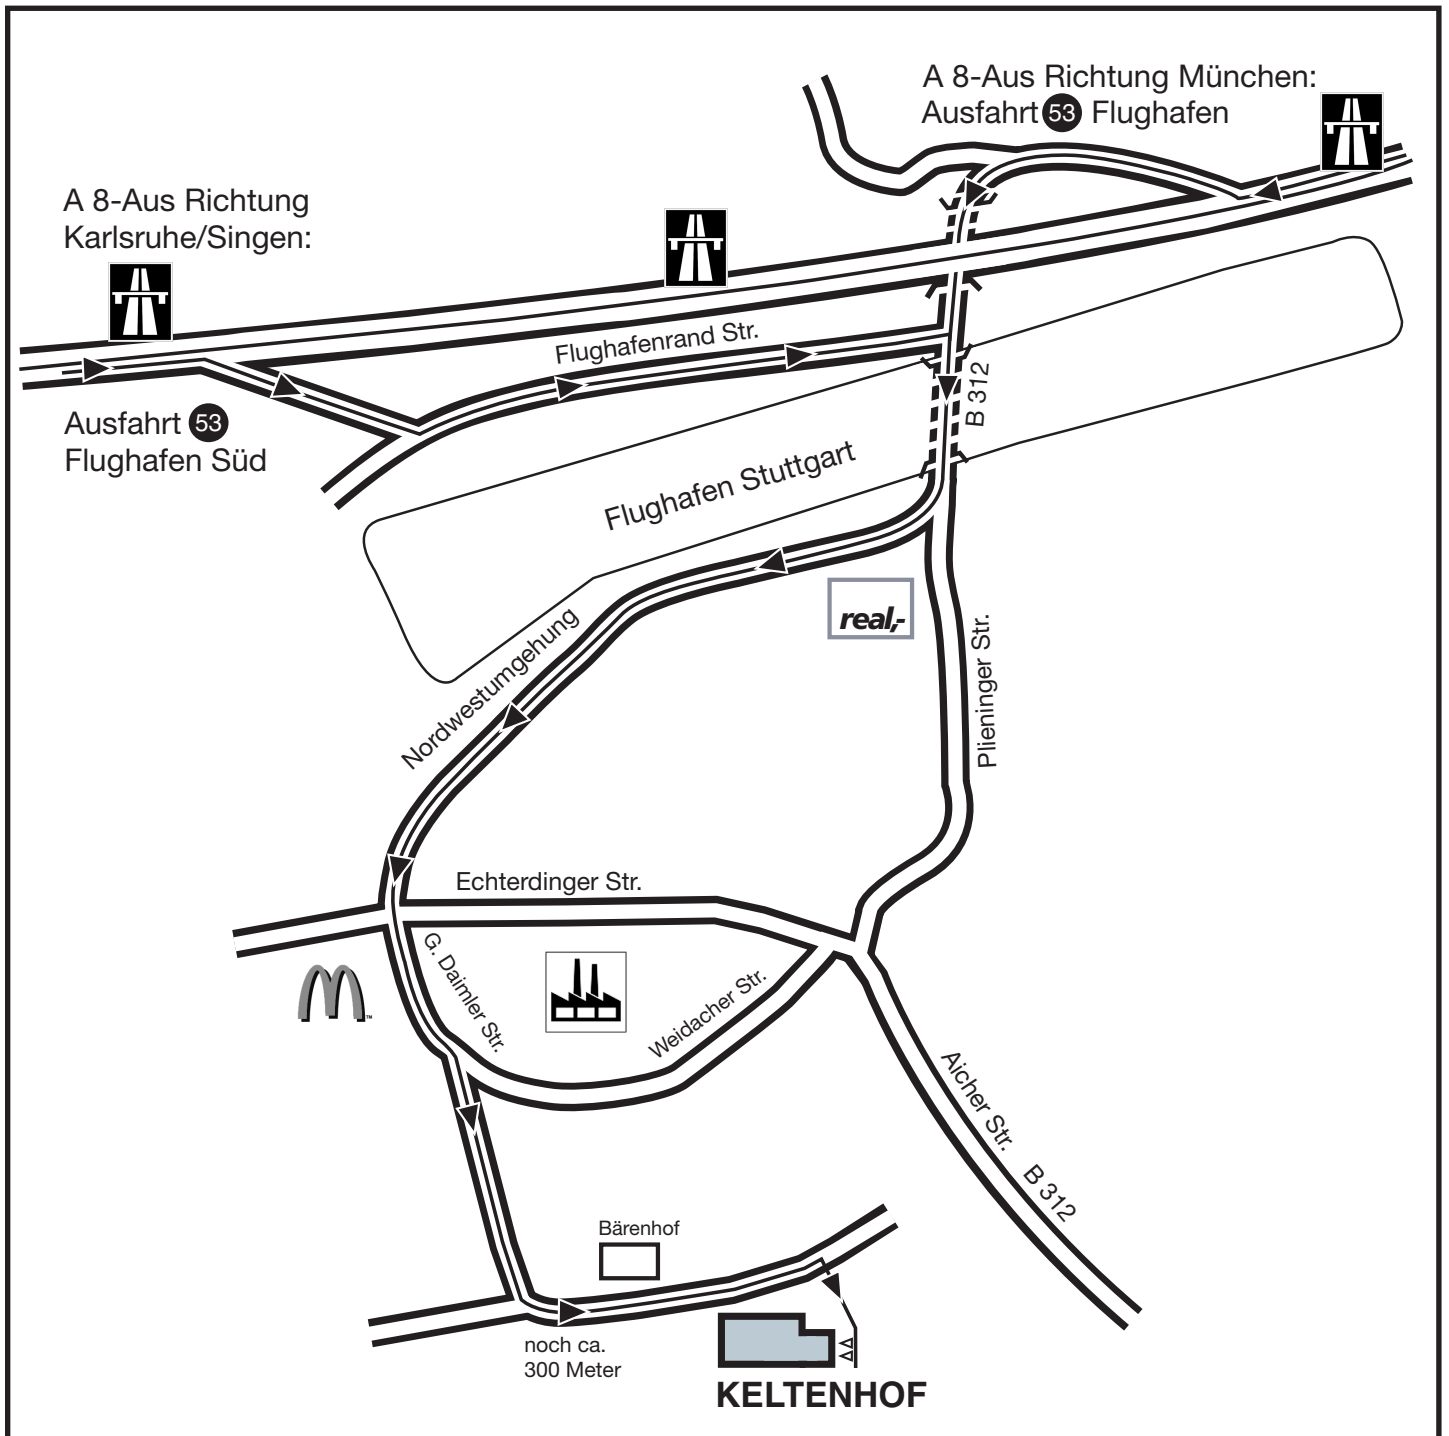 A 8-Aus Richtung München:
Ausfahrt 53 Flughafen
A 8-Aus Richtung
Karlsruhe/Singen:
Flughafenrand Str.
B 312
Ausfahrt 53
Flughafen Süd
Flughafen Stuttgart
real,-
Nordwestumgehung
Plieninger Str.
Echterdinger Str.
G. Daimler Str.
Weidacher Str.
TM
Aicher Str.
B 312
Bärenhof
noch ca.
300 Meter
KELTENHOF